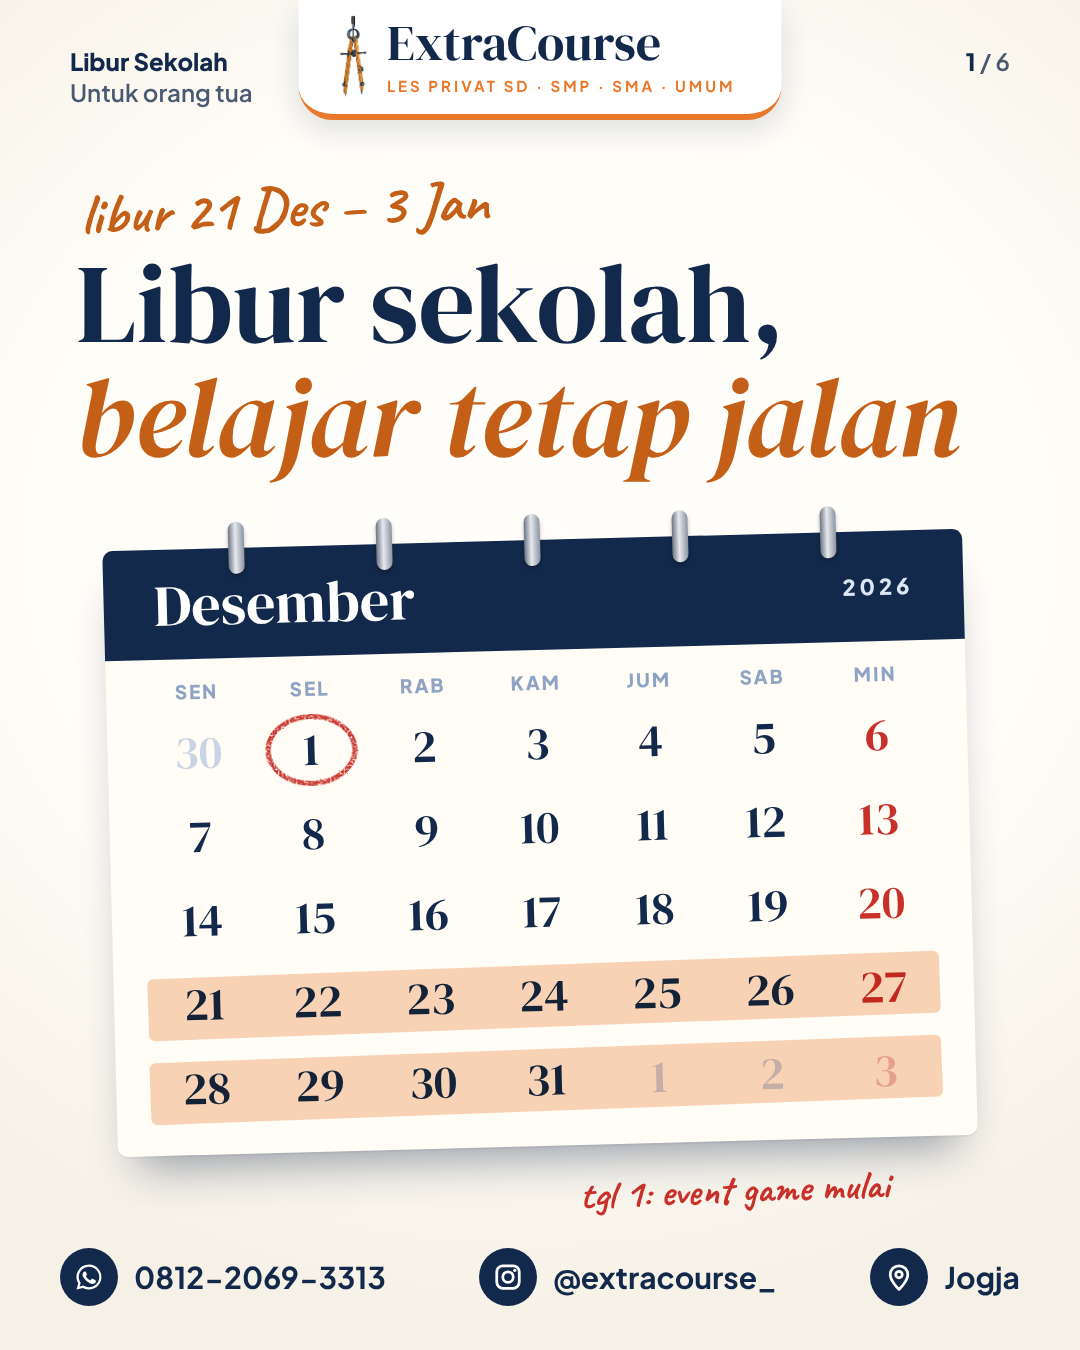 Libur Sekolah
Untuk orang tua
ExtraCourse
LES PRIVAT SD · SMP · SMA · UMUM
1 / 6
libur 21 Des – 3 Jan
Libur sekolah,
belajar tetap jalan
Desember
2026
SEN SEL RAB KAM JUM SAB MIN
30 1 2 3 4 5 6
7 8 9 10 11 12 13
14 15 16 17 18 19 20
21 22 23 24 25 26 27
28 29 30 31 1 2 3
tgl 1: event game mulai
0812-2069-3313
@extracourse_
Jogja